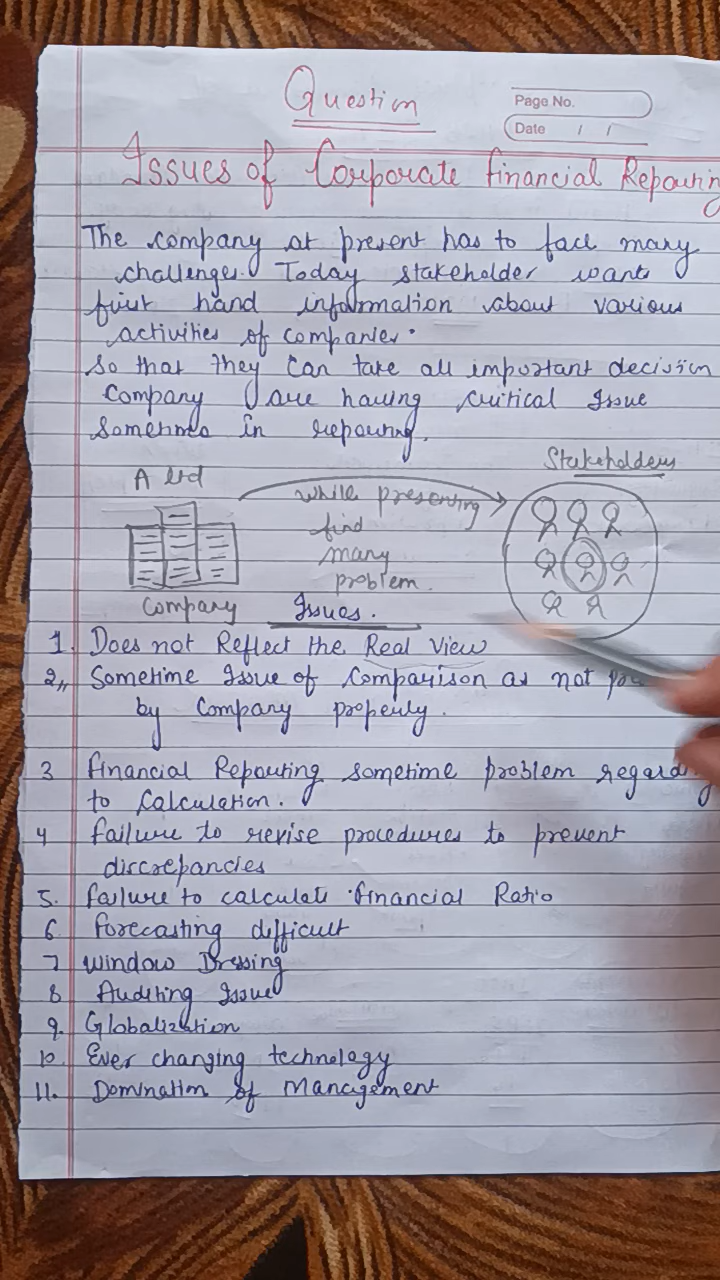 Question
Page No.
Date / /
Issues of Corporate financial Reporting
The company at present has to face many
challenges. Today stakeholder wants
first hand information about various
activities of companies.
So that they can take all important decision
Company are having critical Issue
Sometimes in reporting.
Stakeholders
A Ltd
while presenting
find
many
problem.
Company
Issues.
1. Does not Reflect the Real View
2,, Sometime Issue of Comparison as not
by Company properly.
3 financial Reporting sometime problem regarding
to Calculation.
4 failure to revise procedures to prevent
discrepancies
5. failure to calculate financial Ratio
6 forecasting difficult
7 Window Dressing
8 Auditing Issue
9. Globalization
10. Ever changing technology
11. Domination of Management